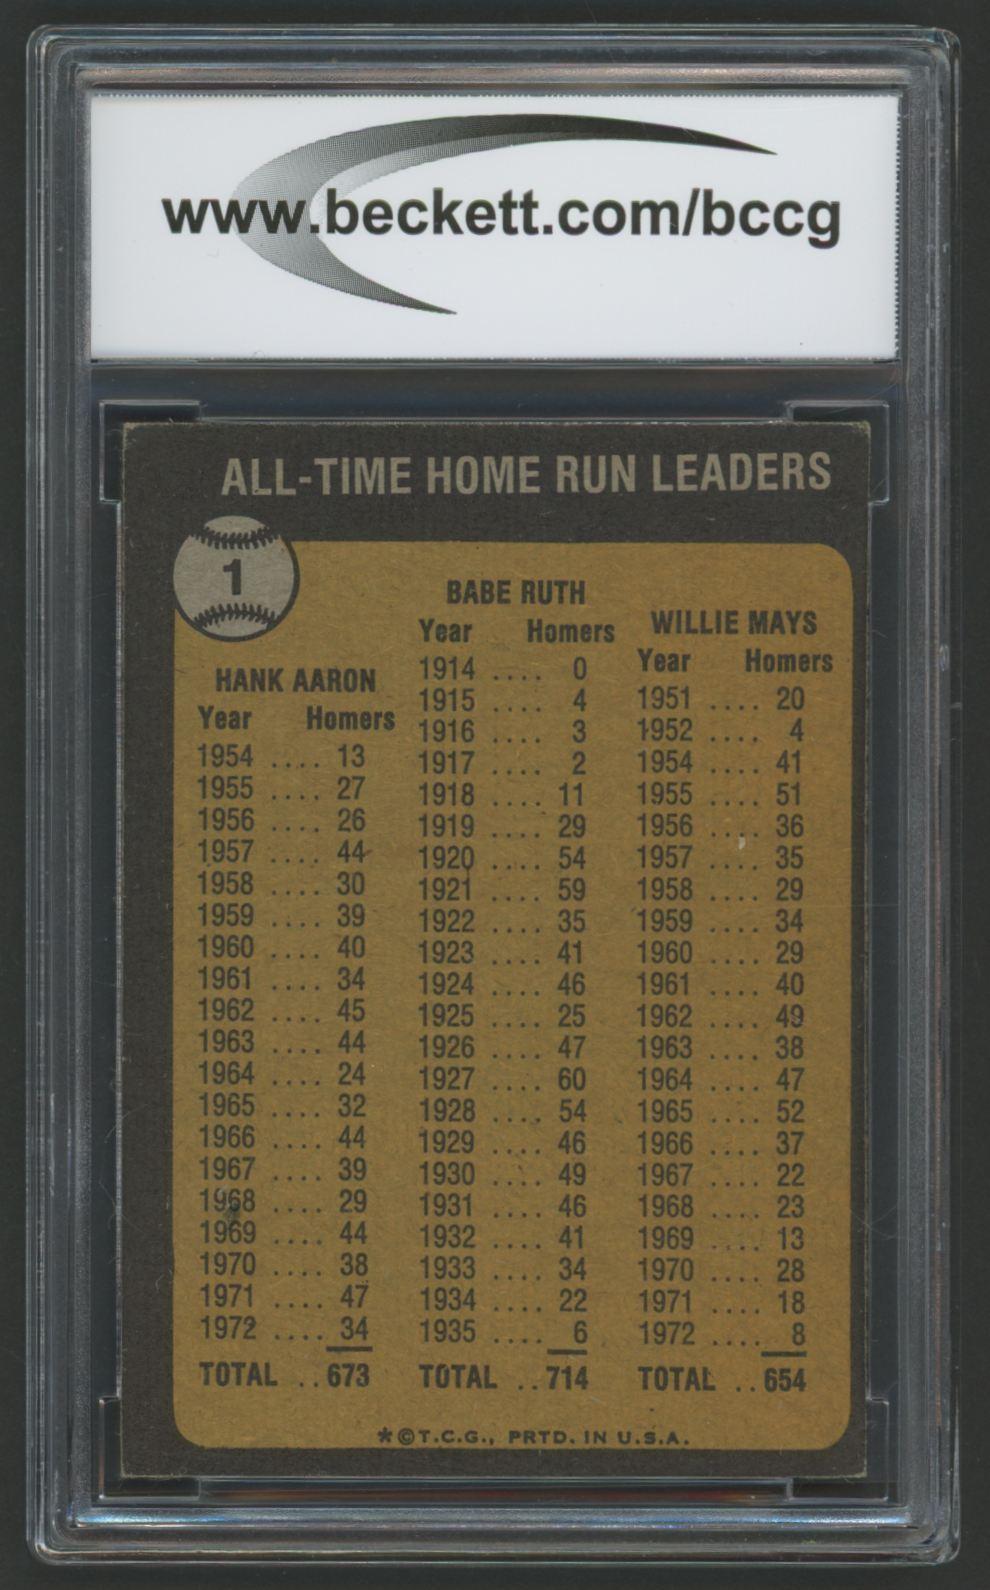 www.beckett.com/bccg
ALL-TIME HOME RUN LEADERS
1
HANK AARON
Year Homers
1954 .... 13
1955 .... 27
1956 .... 26
1957 .... 44
1958 .... 30
1959 .... 39
1960 .... 40
1961 .... 34
1962 .... 45
1963 .... 44
1964 .... 24
1965 .... 32
1966 .... 44
1967 .... 39
1968 .... 29
1969 .... 44
1970 .... 38
1971 .... 47
1972 .... 34
TOTAL .. 673
BABE RUTH
Year Homers
1914 .... 0
1915 .... 4
1916 .... 3
1917 .... 2
1918 .... 11
1919 .... 29
1920 .... 54
1921 .... 59
1922 .... 35
1923 .... 41
1924 .... 46
1925 .... 25
1926 .... 47
1927 .... 60
1928 .... 54
1929 .... 46
1930 .... 49
1931 .... 46
1932 .... 41
1933 .... 34
1934 .... 22
1935 .... 6
TOTAL .. 714
WILLIE MAYS
Year Homers
1951 .... 20
1952 .... 4
1954 .... 41
1955 .... 51
1956 .... 36
1957 .... 35
1958 .... 29
1959 .... 34
1960 .... 29
1961 .... 40
1962 .... 49
1963 .... 38
1964 .... 47
1965 .... 52
1966 .... 37
1967 .... 22
1968 .... 23
1969 .... 13
1970 .... 28
1971 .... 18
1972 .... 8
TOTAL .. 654
*©T.C.G., PRTD. IN U.S.A.